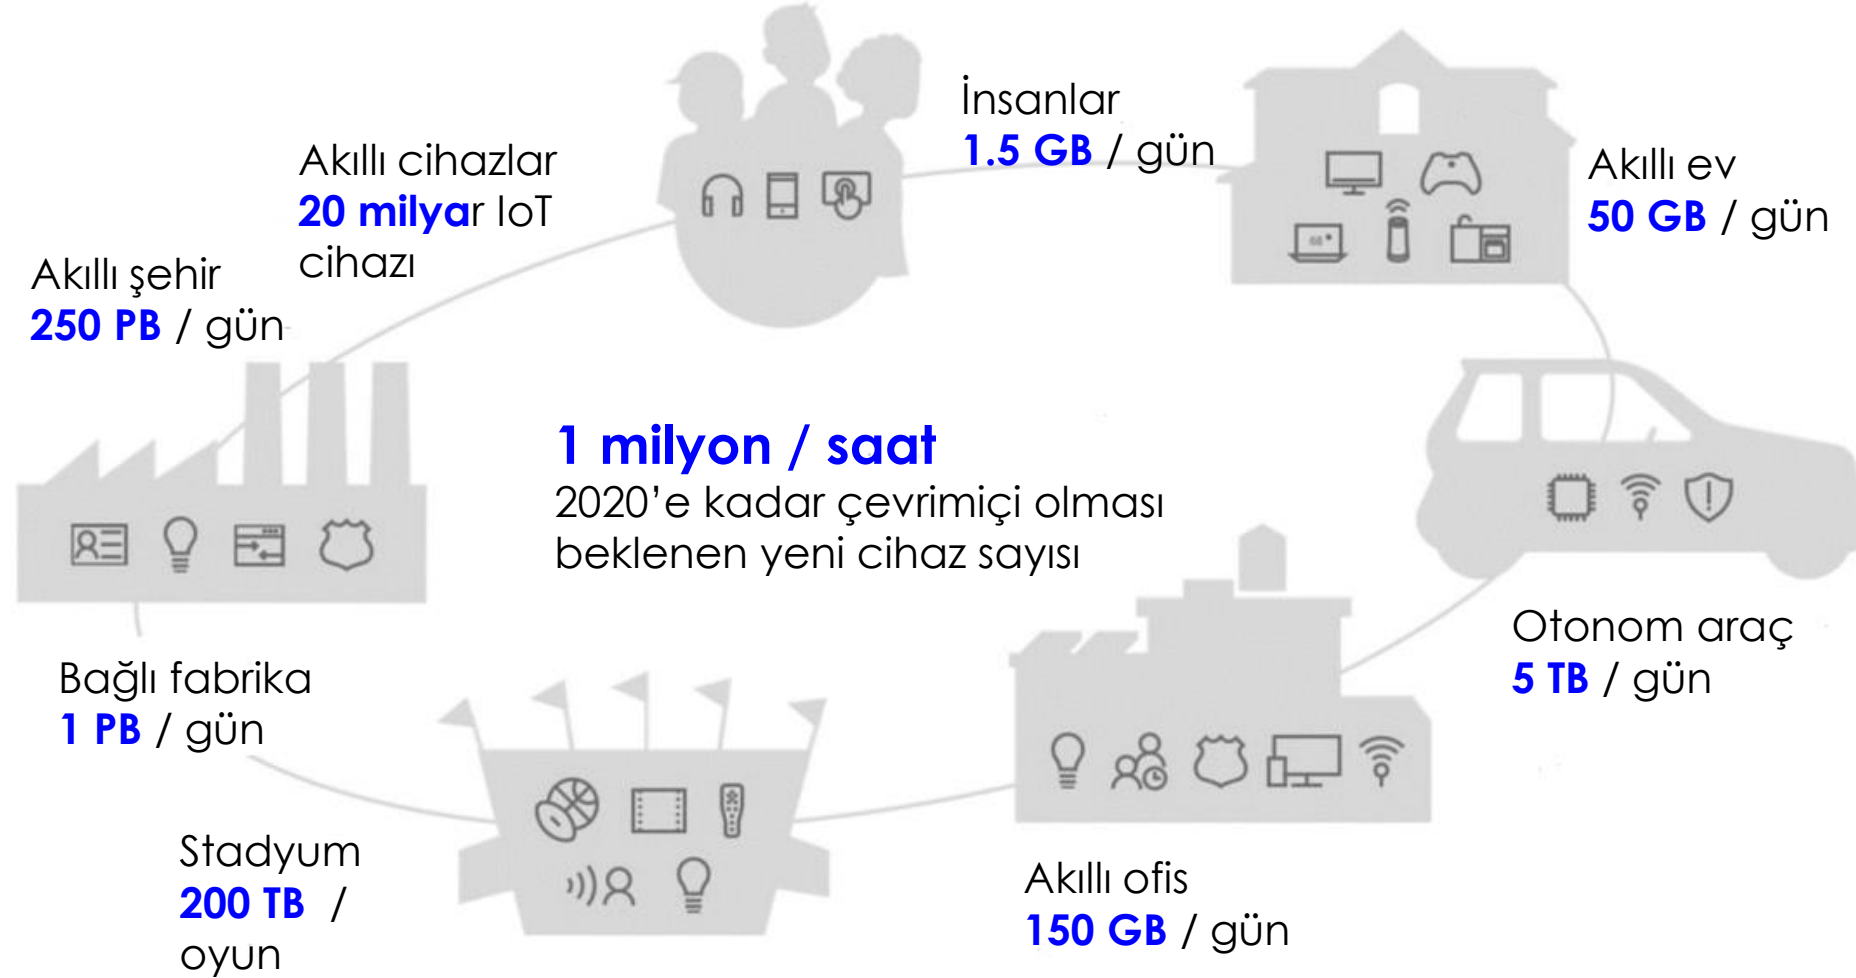 İnsanlar
1.5 GB / gün
Akıllı cihazlar
20 milyar IoT
cihazı
Akıllı ev
50 GB / gün
Akıllı şehir
250 PB / gün
1 milyon / saat
2020'e kadar çevrimiçi olması
beklenen yeni cihaz sayısı
Otonom araç
5 TB / gün
Bağlı fabrika
1 PB / gün
Stadyum
200 TB /
oyun
Akıllı ofis
150 GB / gün
68°